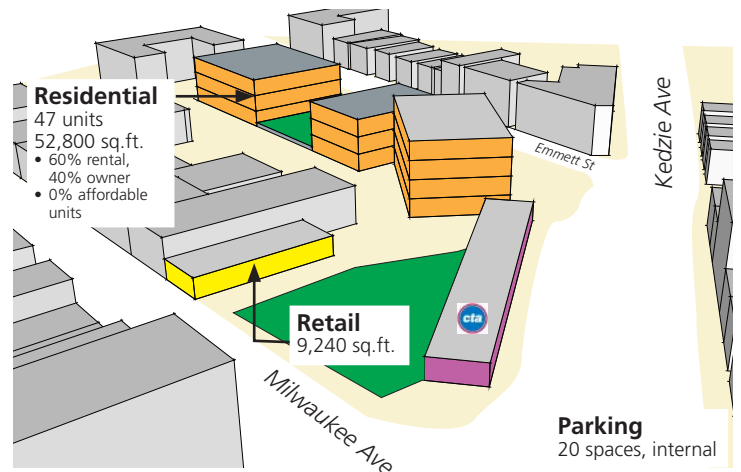 Residential
47 units
52,800 sq.ft.
• 60% rental,
40% owner
• 0% affordable
units
Emmett St
Kedzie Ave
cta
Retail
9,240 sq.ft.
Milwaukee Ave
Parking
20 spaces, internal